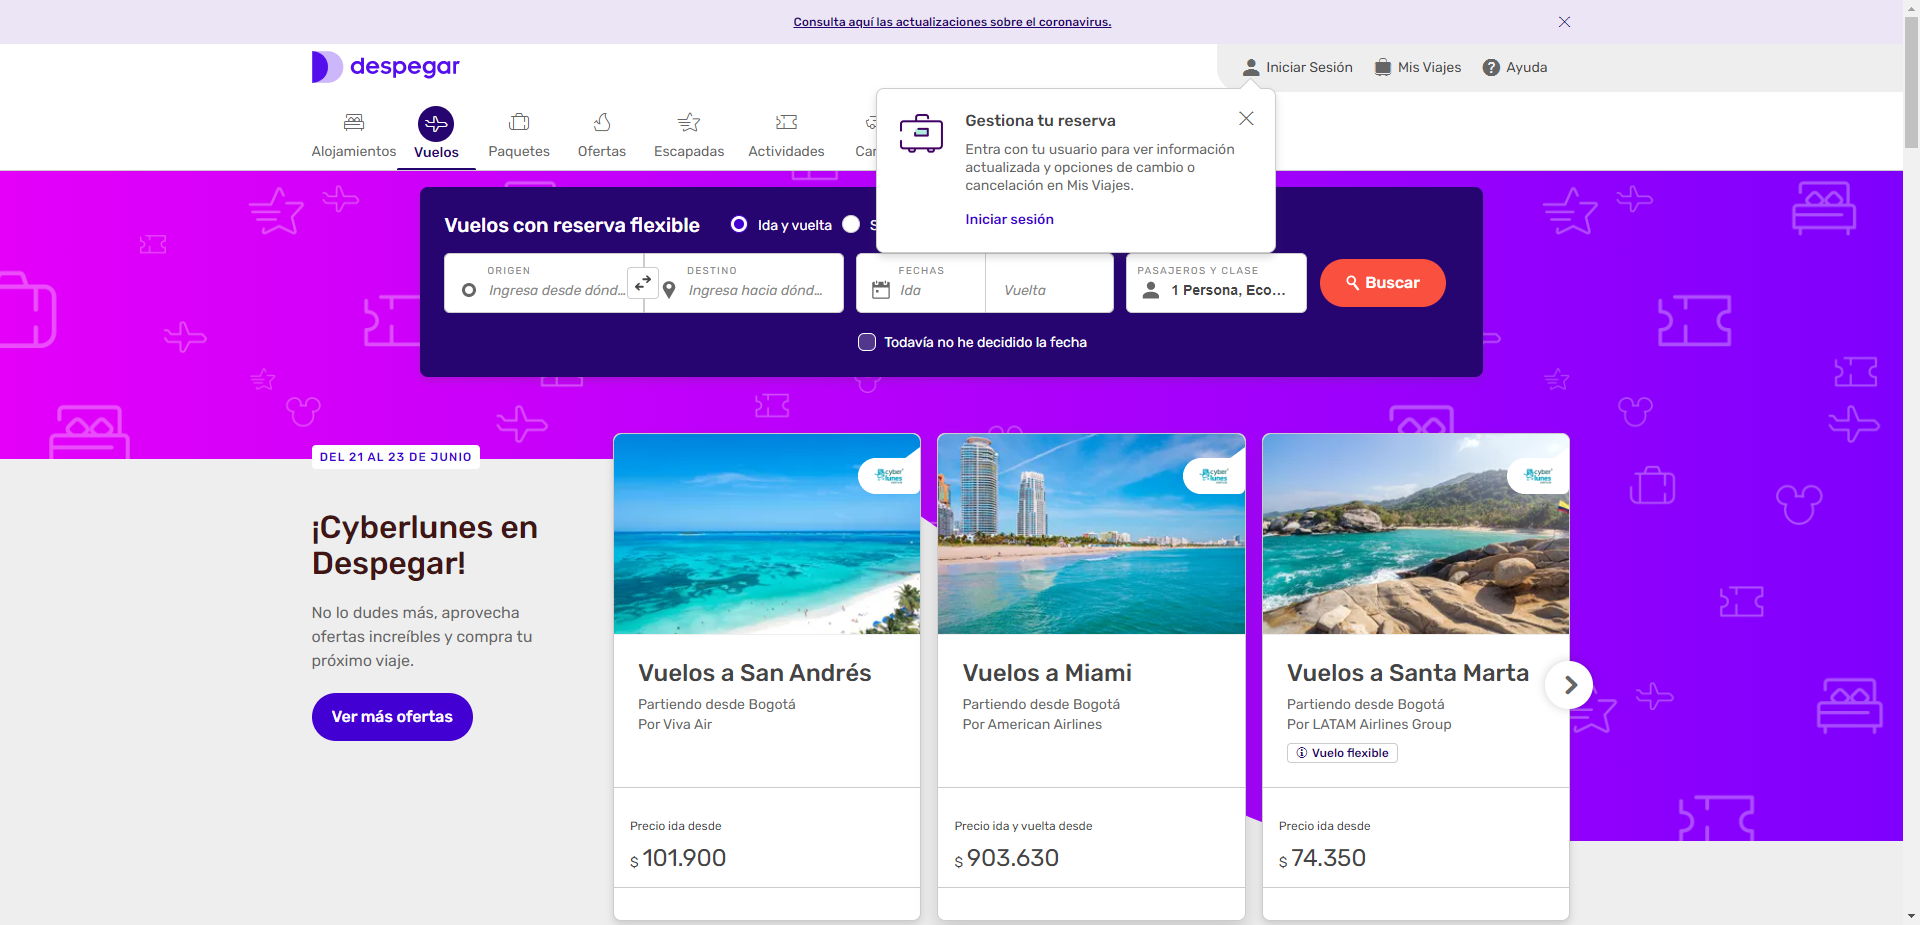 Consulta aquí las actualizaciones sobre el coronavirus.
despegar
Iniciar Sesión
Mis Viajes
Ayuda
Alojamientos
Vuelos
Paquetes
Ofertas
Escapadas
Actividades
Gestiona tu reserva
Entra con tu usuario para ver información
actualizada y opciones de cambio o
cancelación en Mis Viajes.
Iniciar sesión
Vuelos con reserva flexible
Ida y vuelta
ORIGEN
Ingresa desde dónd...
DESTINO
Ingresa hacia dónd...
FECHAS
Ida
Vuelta
PASAJEROS Y CLASE
1 Persona, Eco...
Buscar
Todavía no he decidido la fecha
DEL 21 AL 23 DE JUNIO
¡Cyberlunes en
Despegar!
No lo dudes más, aprovecha
ofertas increíbles y compra tu
próximo viaje.
Ver más ofertas
cyber
lunes
Vuelos a San Andrés
Partiendo desde Bogotá
Por Viva Air
Precio ida desde
$ 101.900
cyber
lunes
Vuelos a Miami
Partiendo desde Bogotá
Por American Airlines
Precio ida y vuelta desde
$ 903.630
cyber
lunes
Vuelos a Santa Marta
Partiendo desde Bogotá
Por LATAM Airlines Group
Vuelo flexible
Precio ida desde
$ 74.350